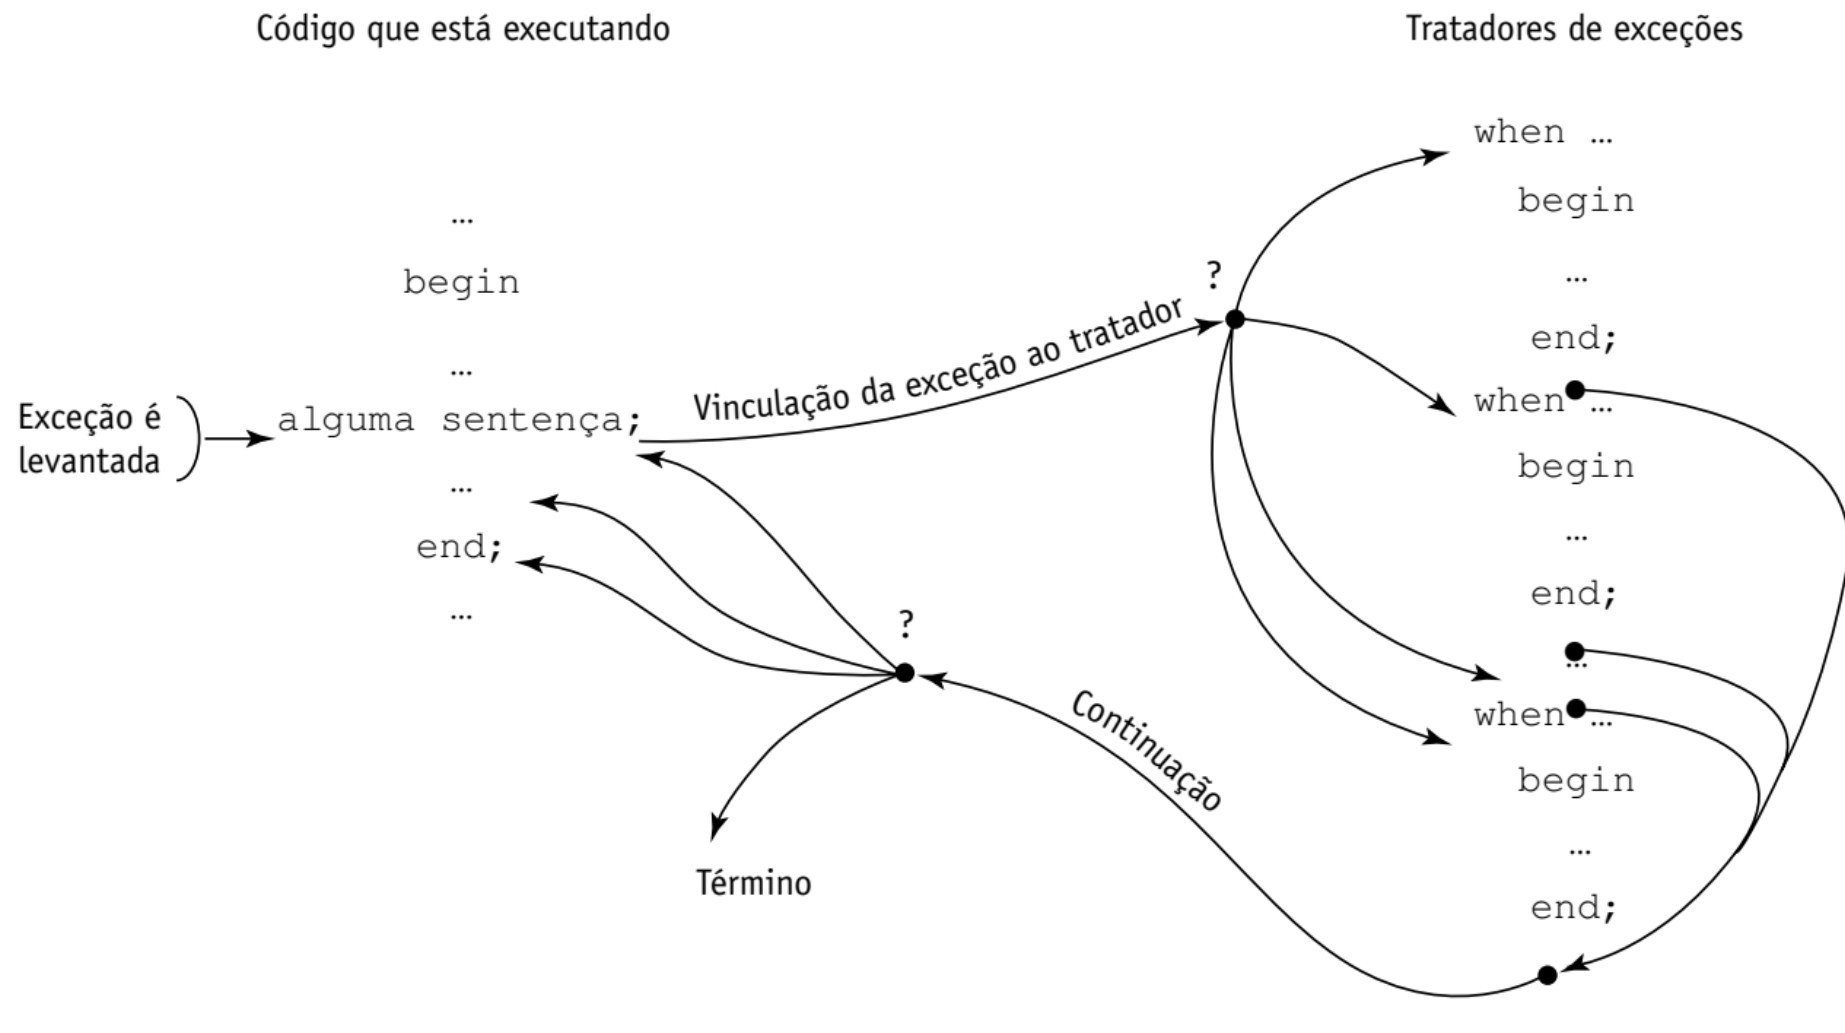 Código que está executando
Tratadores de exceções
…
begin
…
Exceção é
levantada
alguma sentença;
…
end;
…
Vinculação da exceção ao tratador
?
when …
begin
…
end;
when …
begin
…
end;
…
when …
begin
…
end;
?
Continuação
Término